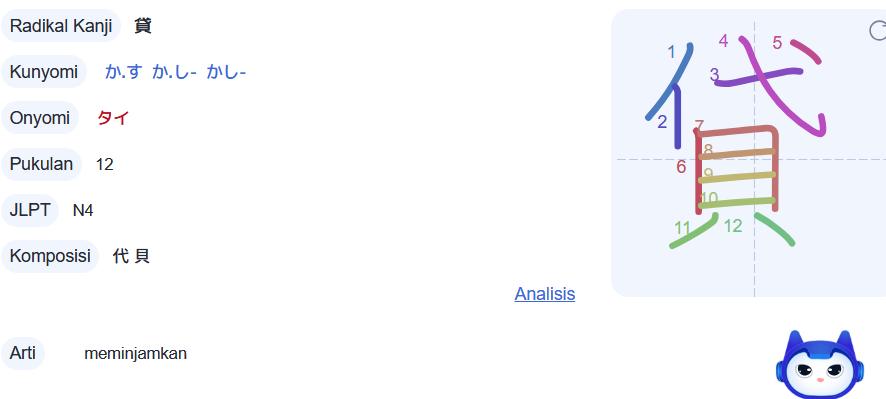 Radikal Kanji 貸
Kunyomi か.す か.し- かし-
Onyomi タイ
Pukulan 12
JLPT N4
Komposisi 代 貝
Analisis
Arti meminjamkan
1 2 3 4 5 6 7 8 9 10 11 12